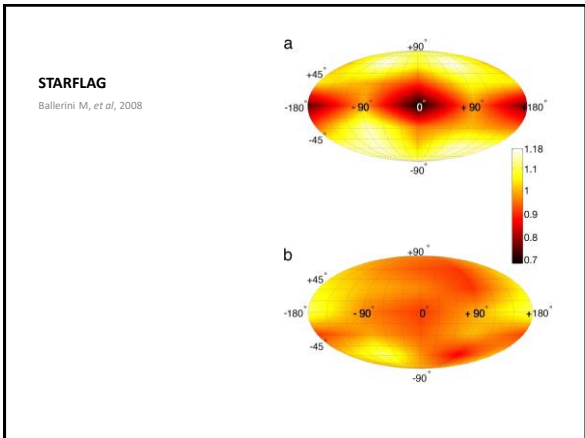 STARFLAG
Ballerini M, et al, 2008
a
+90°
+45°
-180° - 90° 0° + 90° +180°
-45°
-90°
1.18
1.1
1
0.9
0.8
0.7
b
+90°
+45°
-180° - 90° 0° + 90° +180°
-45°
-90°